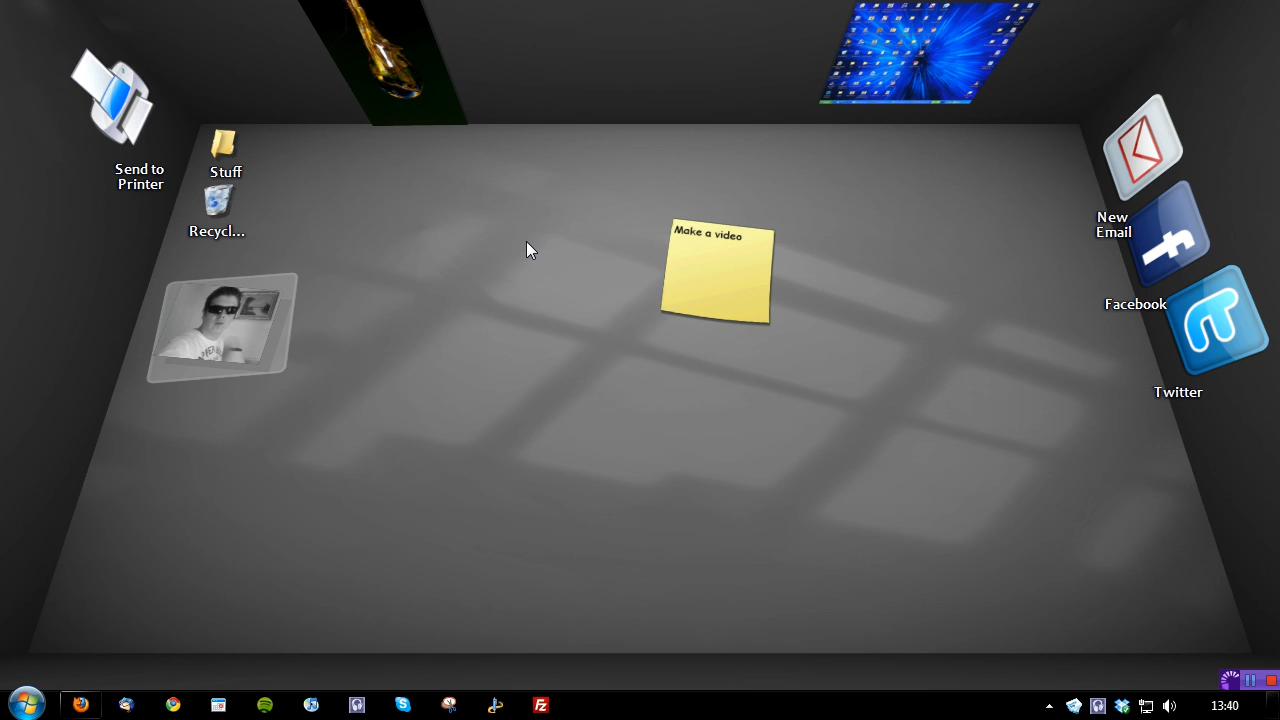 Send to
Printer
Stuff
Recycl...
Make a video
New
Email
Facebook
Twitter
13:40